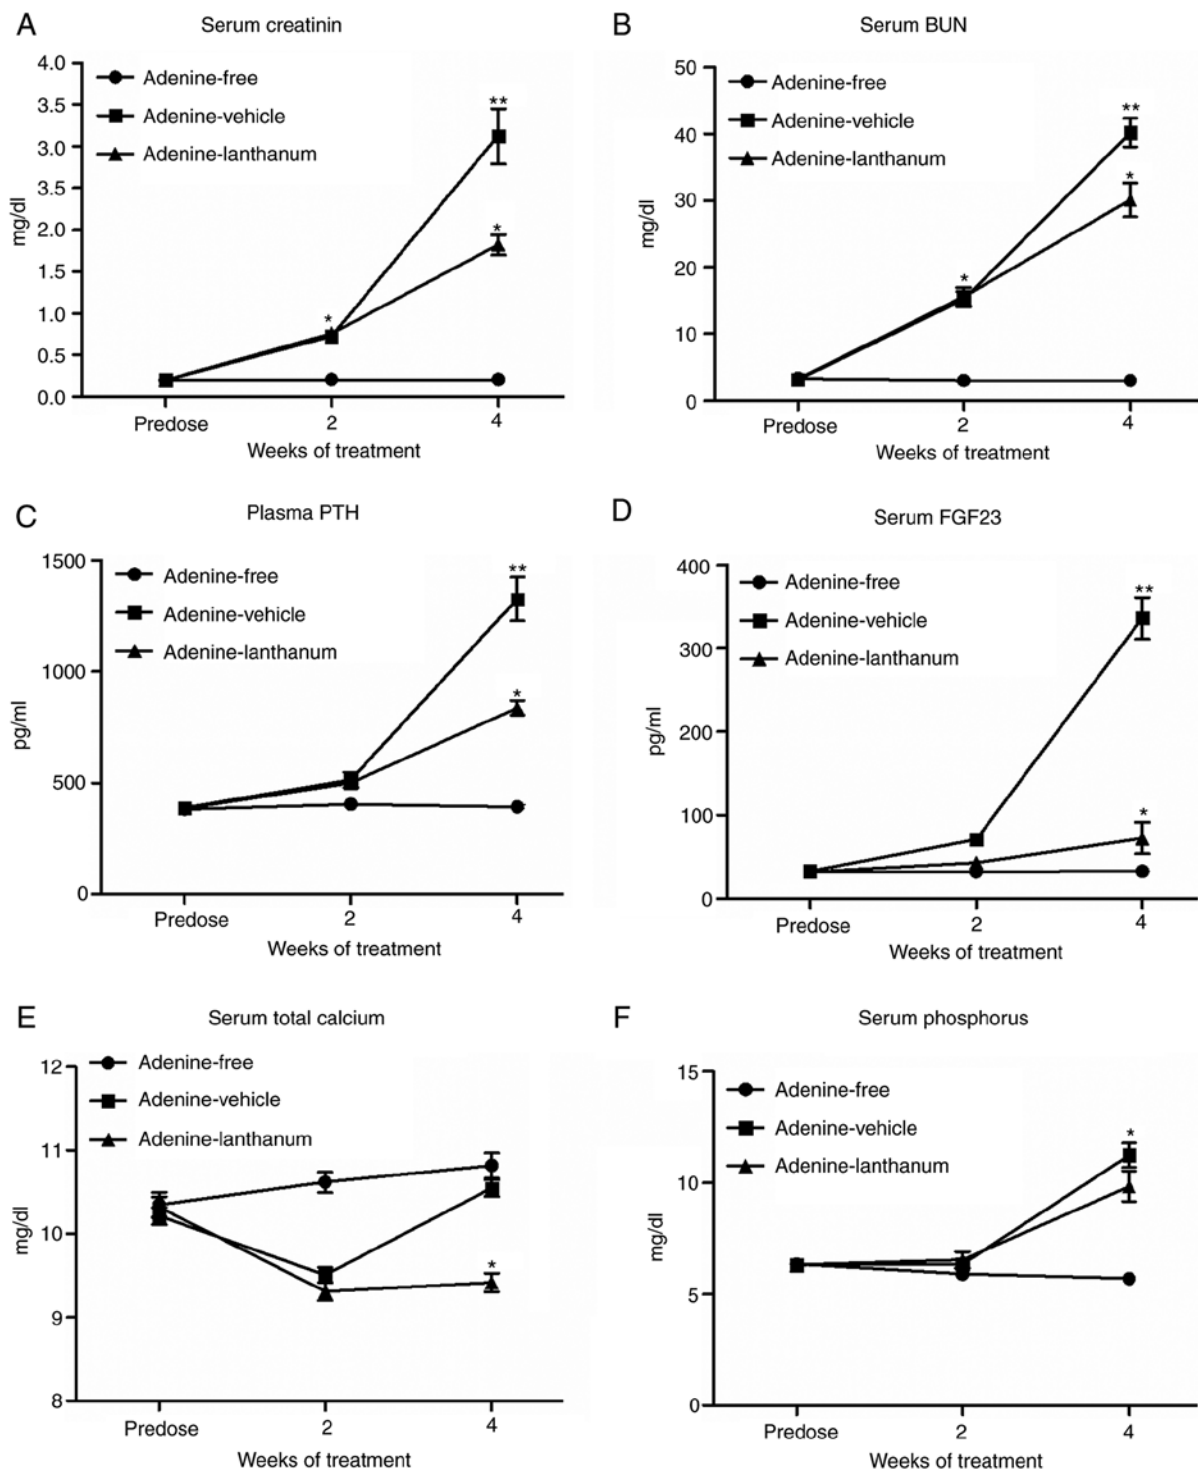 A
Serum creatinin
4.0
3.5
3.0
2.5
2.0
1.5
1.0
0.5
0.0
mg/dl
Adenine-free
Adenine-vehicle
Adenine-lanthanum
**
*
*
Predose 2 4
Weeks of treatment
B
Serum BUN
50
40
30
20
10
0
mg/dl
Adenine-free
Adenine-vehicle
Adenine-lanthanum
**
*
*
Predose 2 4
Weeks of treatment
C
Plasma PTH
1500
1000
500
0
pg/ml
Adenine-free
Adenine-vehicle
Adenine-lanthanum
**
*
Predose 2 4
Weeks of treatment
D
Serum FGF23
400
300
200
100
0
pg/ml
Adenine-free
Adenine-vehicle
Adenine-lanthanum
**
*
Predose 2 4
Weeks of treatment
E
Serum total calcium
12
11
10
9
8
mg/dl
Adenine-free
Adenine-vehicle
Adenine-lanthanum
*
Predose 2 4
Weeks of treatment
F
Serum phosphorus
15
10
5
0
mg/dl
Adenine-free
Adenine-vehicle
Adenine-lanthanum
*
Predose 2 4
Weeks of treatment